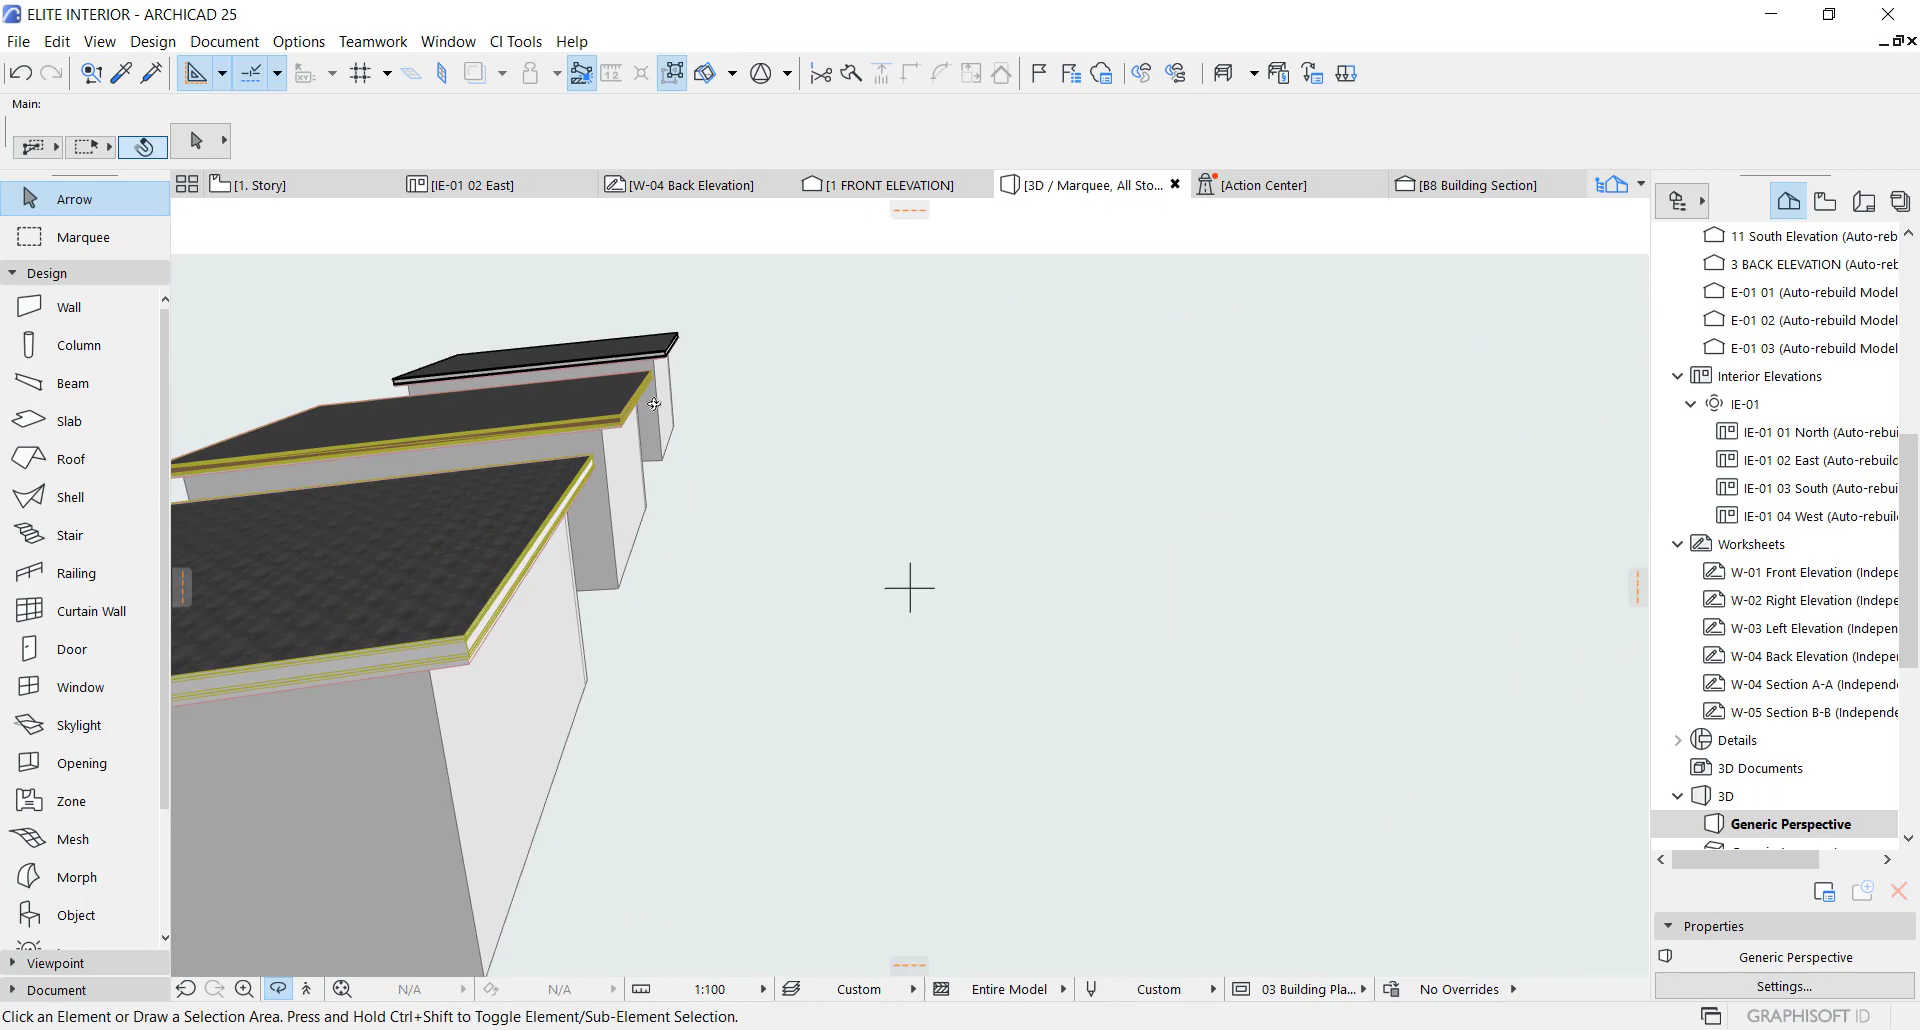 ELITE INTERIOR - ARCHICAD 25
File Edit View Design Document Options Teamwork Window CI Tools Help
Main:
[1. Story]
[IE-01 02 East]
[W-04 Back Elevation]
[1 FRONT ELEVATION]
[3D / Marquee, All Sto...
[Action Center]
[B8 Building Section]
Arrow
Marquee
Design
Wall
Column
Beam
Slab
Roof
Shell
Stair
Railing
Curtain Wall
Door
Window
Skylight
Opening
Zone
Mesh
Morph
Object
Viewpoint
Document
11 South Elevation (Auto-reb
3 BACK ELEVATION (Auto-reb
E-01 01 (Auto-rebuild Model
E-01 02 (Auto-rebuild Model
E-01 03 (Auto-rebuild Model
Interior Elevations
IE-01
IE-01 01 North (Auto-rebui
IE-01 02 East (Auto-rebuild
IE-01 03 South (Auto-rebui
IE-01 04 West (Auto-rebuil
Worksheets
W-01 Front Elevation (Indepe
W-02 Right Elevation (Indepe
W-03 Left Elevation (Indepen
W-04 Back Elevation (Indepen
W-04 Section A-A (Independe
W-05 Section B-B (Independe
Details
3D Documents
3D
Generic Perspective
Properties
Generic Perspective
Settings...
N/A
N/A
1:100
Custom
Entire Model
Custom
03 Building Pla...
No Overrides
Click an Element or Draw a Selection Area. Press and Hold Ctrl+Shift to Toggle Element/Sub-Element Selection.
GRAPHISOFT ID